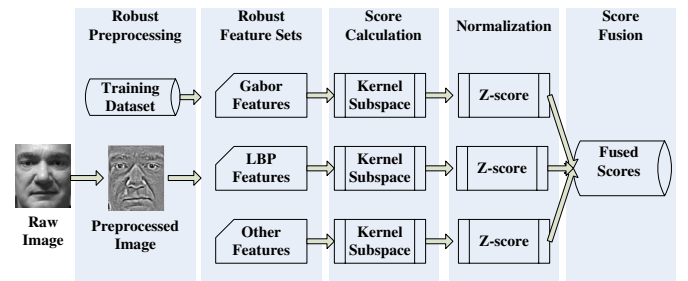 Robust
Preprocessing
Robust
Feature Sets
Score
Calculation
Normalization
Score
Fusion
Training
Dataset
Gabor
Features
Kernel
Subspace
Z-score
LBP
Features
Kernel
Subspace
Z-score
Fused
Scores
Raw
Image
Preprocessed
Image
Other
Features
Kernel
Subspace
Z-score